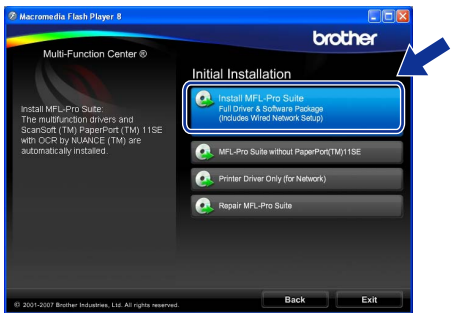 Macromedia Flash Player 8
brother
Multi-Function Center ®
Install MFL-Pro Suite:
The multifunction drivers and
ScanSoft (TM) PaperPort (TM) 11SE
with OCR by NUANCE (TM) are
automatically installed.
Initial Installation
Install MFL-Pro Suite
Full Driver & Software Package
(Includes Wired Network Setup)
MFL-Pro Suite without PaperPort(TM)11SE
Printer Driver Only (for Network)
Repair MFL-Pro Suite
© 2001-2007 Brother Industries, Ltd. All rights reserved.
Back
Exit